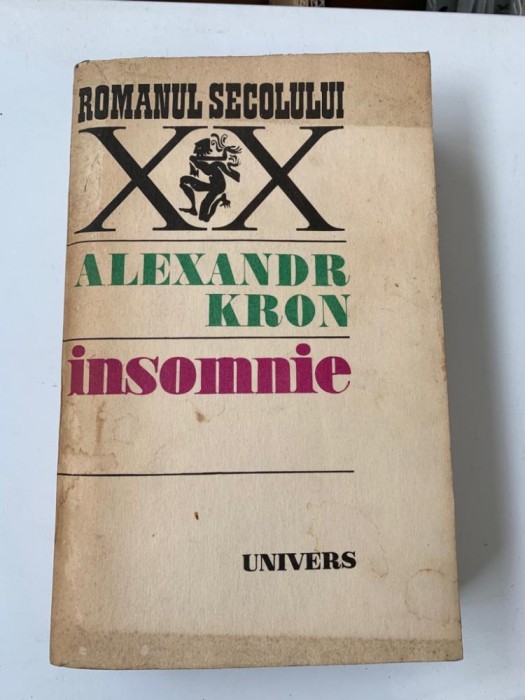 ROMANUL SECOLULUI
XX
ALEXANDR
KRON
insomnie
UNIVERS